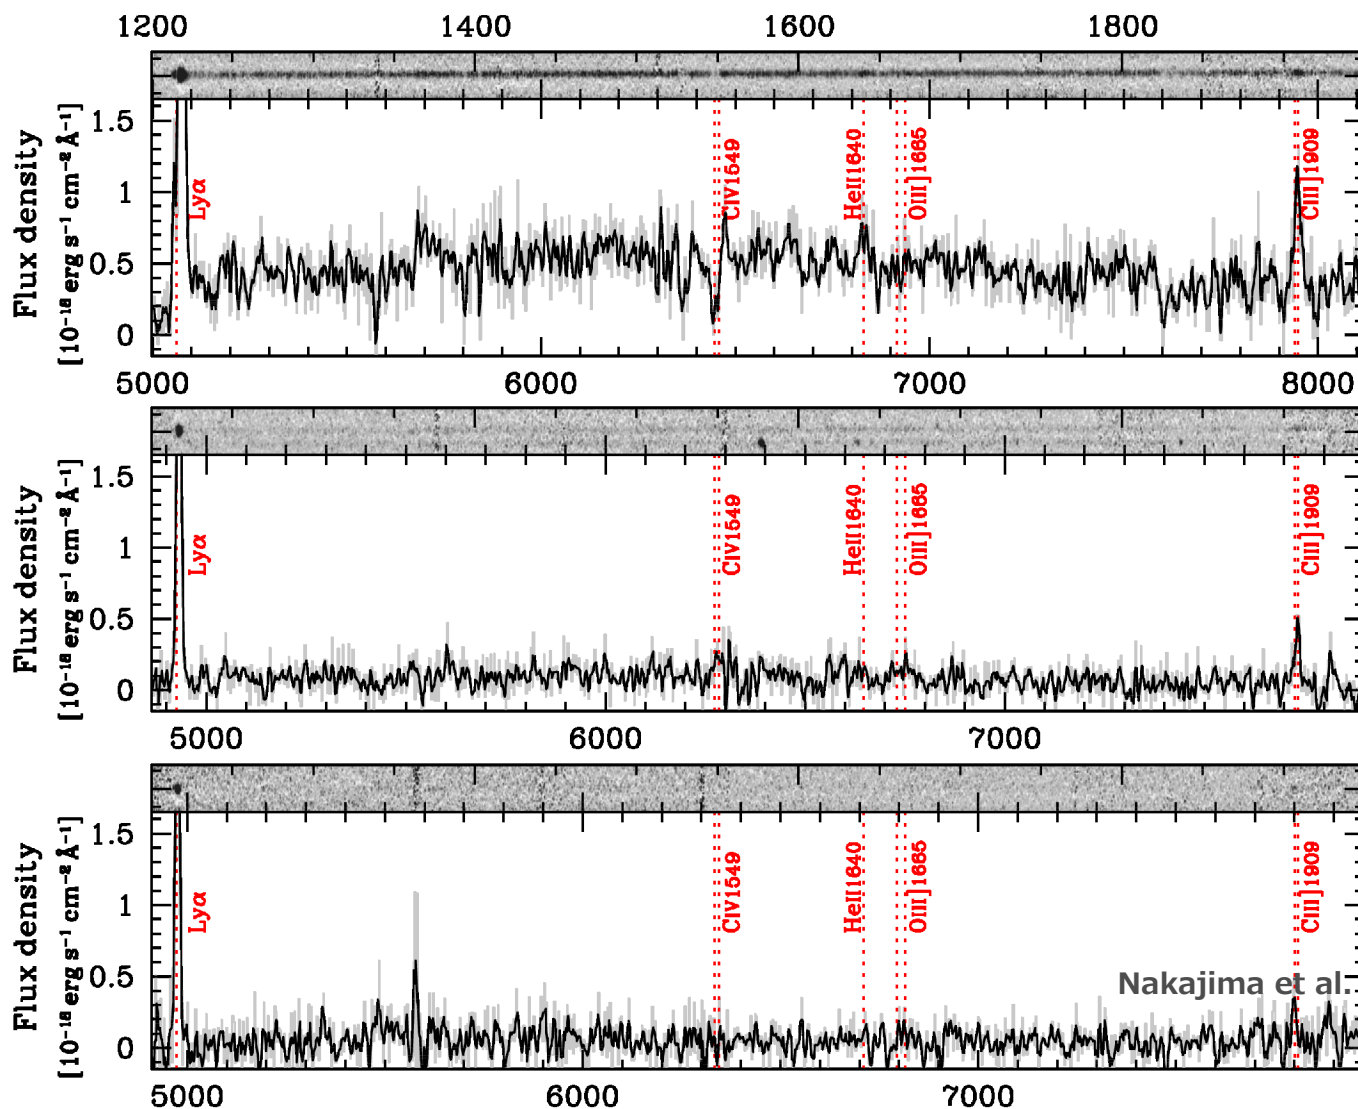 1200 1400 1600 1800
Flux density
[10⁻¹⁸ erg s⁻¹ cm⁻² Å⁻¹]
1.5
1
0.5
0
Lyα
CIV1549
HeII1640
OIII]1665
CIII]1909
5000 6000 7000 8000
Flux density
[10⁻¹⁸ erg s⁻¹ cm⁻² Å⁻¹]
1.5
1
0.5
0
Lyα
CIV1549
HeII1640
OIII]1665
CIII]1909
5000 6000 7000
Flux density
[10⁻¹⁸ erg s⁻¹ cm⁻² Å⁻¹]
1.5
1
0.5
0
Lyα
CIV1549
HeII1640
OIII]1665
CIII]1909
Nakajima et al.
5000 6000 7000